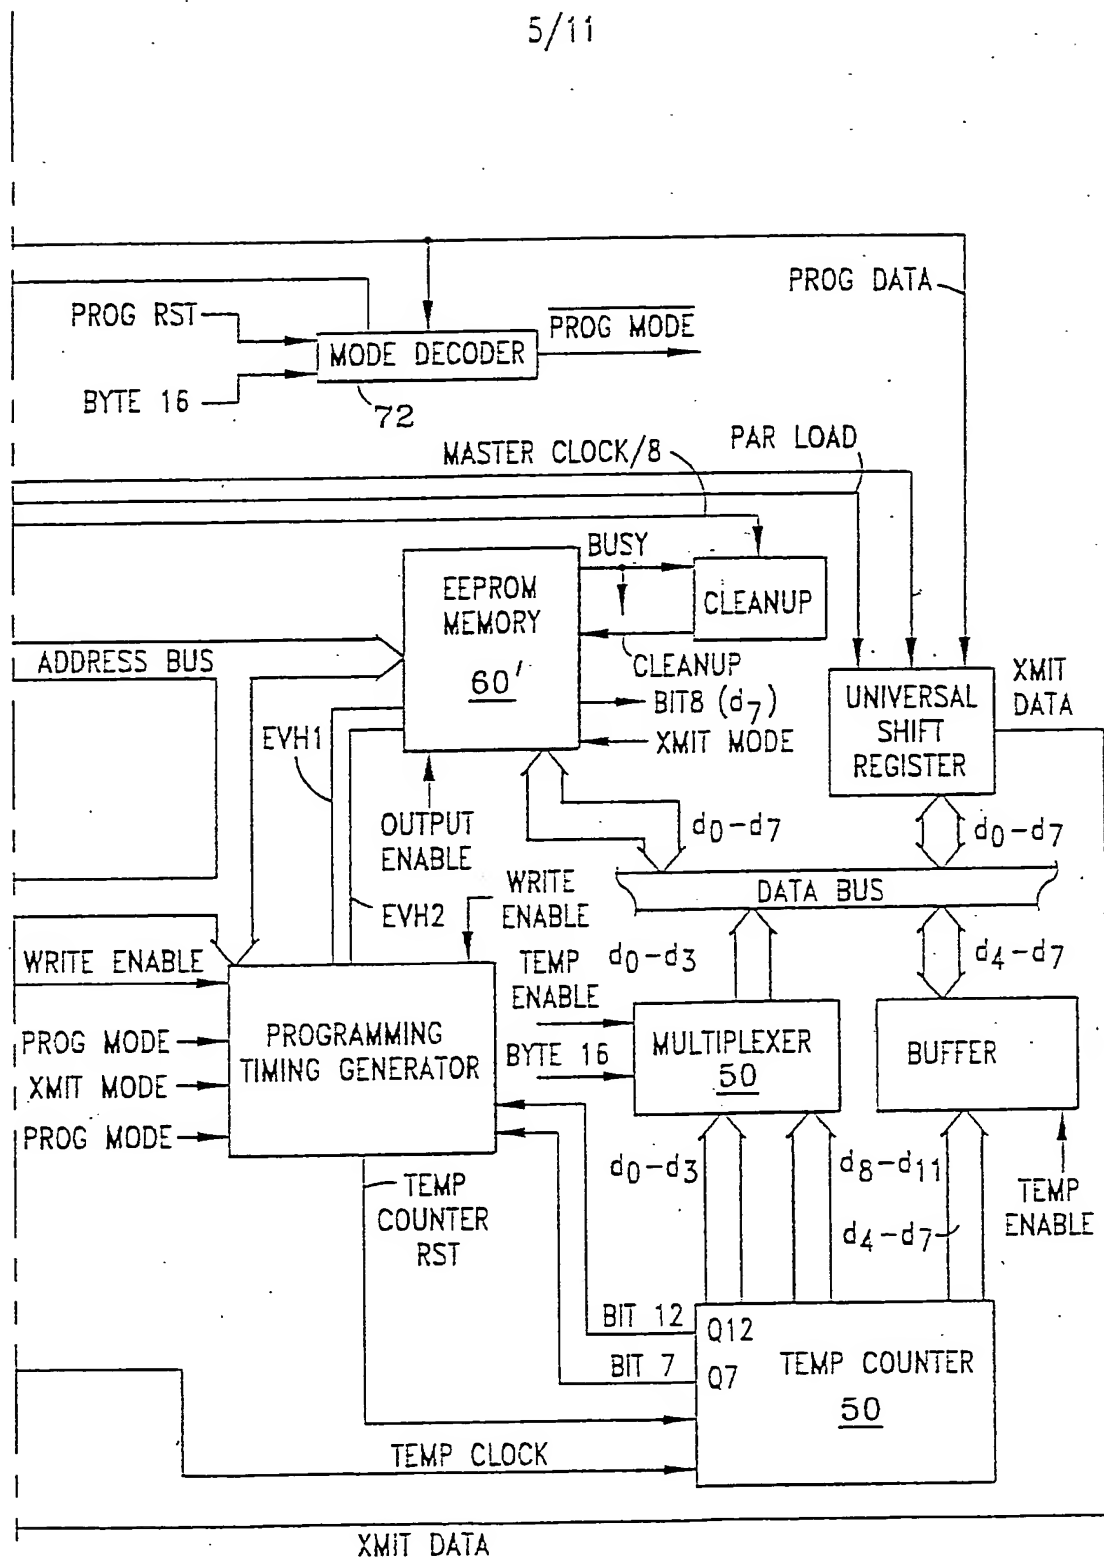 5/11
PROG DATA
PROG RST
PROG MODE
MODE DECODER
BYTE 16
72
PAR LOAD
MASTER CLOCK/8
BUSY
EEPROM
MEMORY
60'
CLEANUP
ADDRESS BUS
CLEANUP
BIT8 (d7)
XMIT MODE
UNIVERSAL
SHIFT
REGISTER
XMIT
DATA
EVH1
OUTPUT
ENABLE
d0-d7
d0-d7
DATA BUS
EVH2
WRITE
ENABLE
WRITE ENABLE
TEMP
ENABLE
d0-d3
d4-d7
PROG MODE
XMIT MODE
PROG MODE
PROGRAMMING
TIMING GENERATOR
BYTE 16
MULTIPLEXER
50
BUFFER
TEMP
COUNTER
RST
d0-d3
d8-d11
d4-d7
TEMP
ENABLE
BIT 12
Q12
BIT 7
Q7
TEMP COUNTER
50
TEMP CLOCK
XMIT DATA